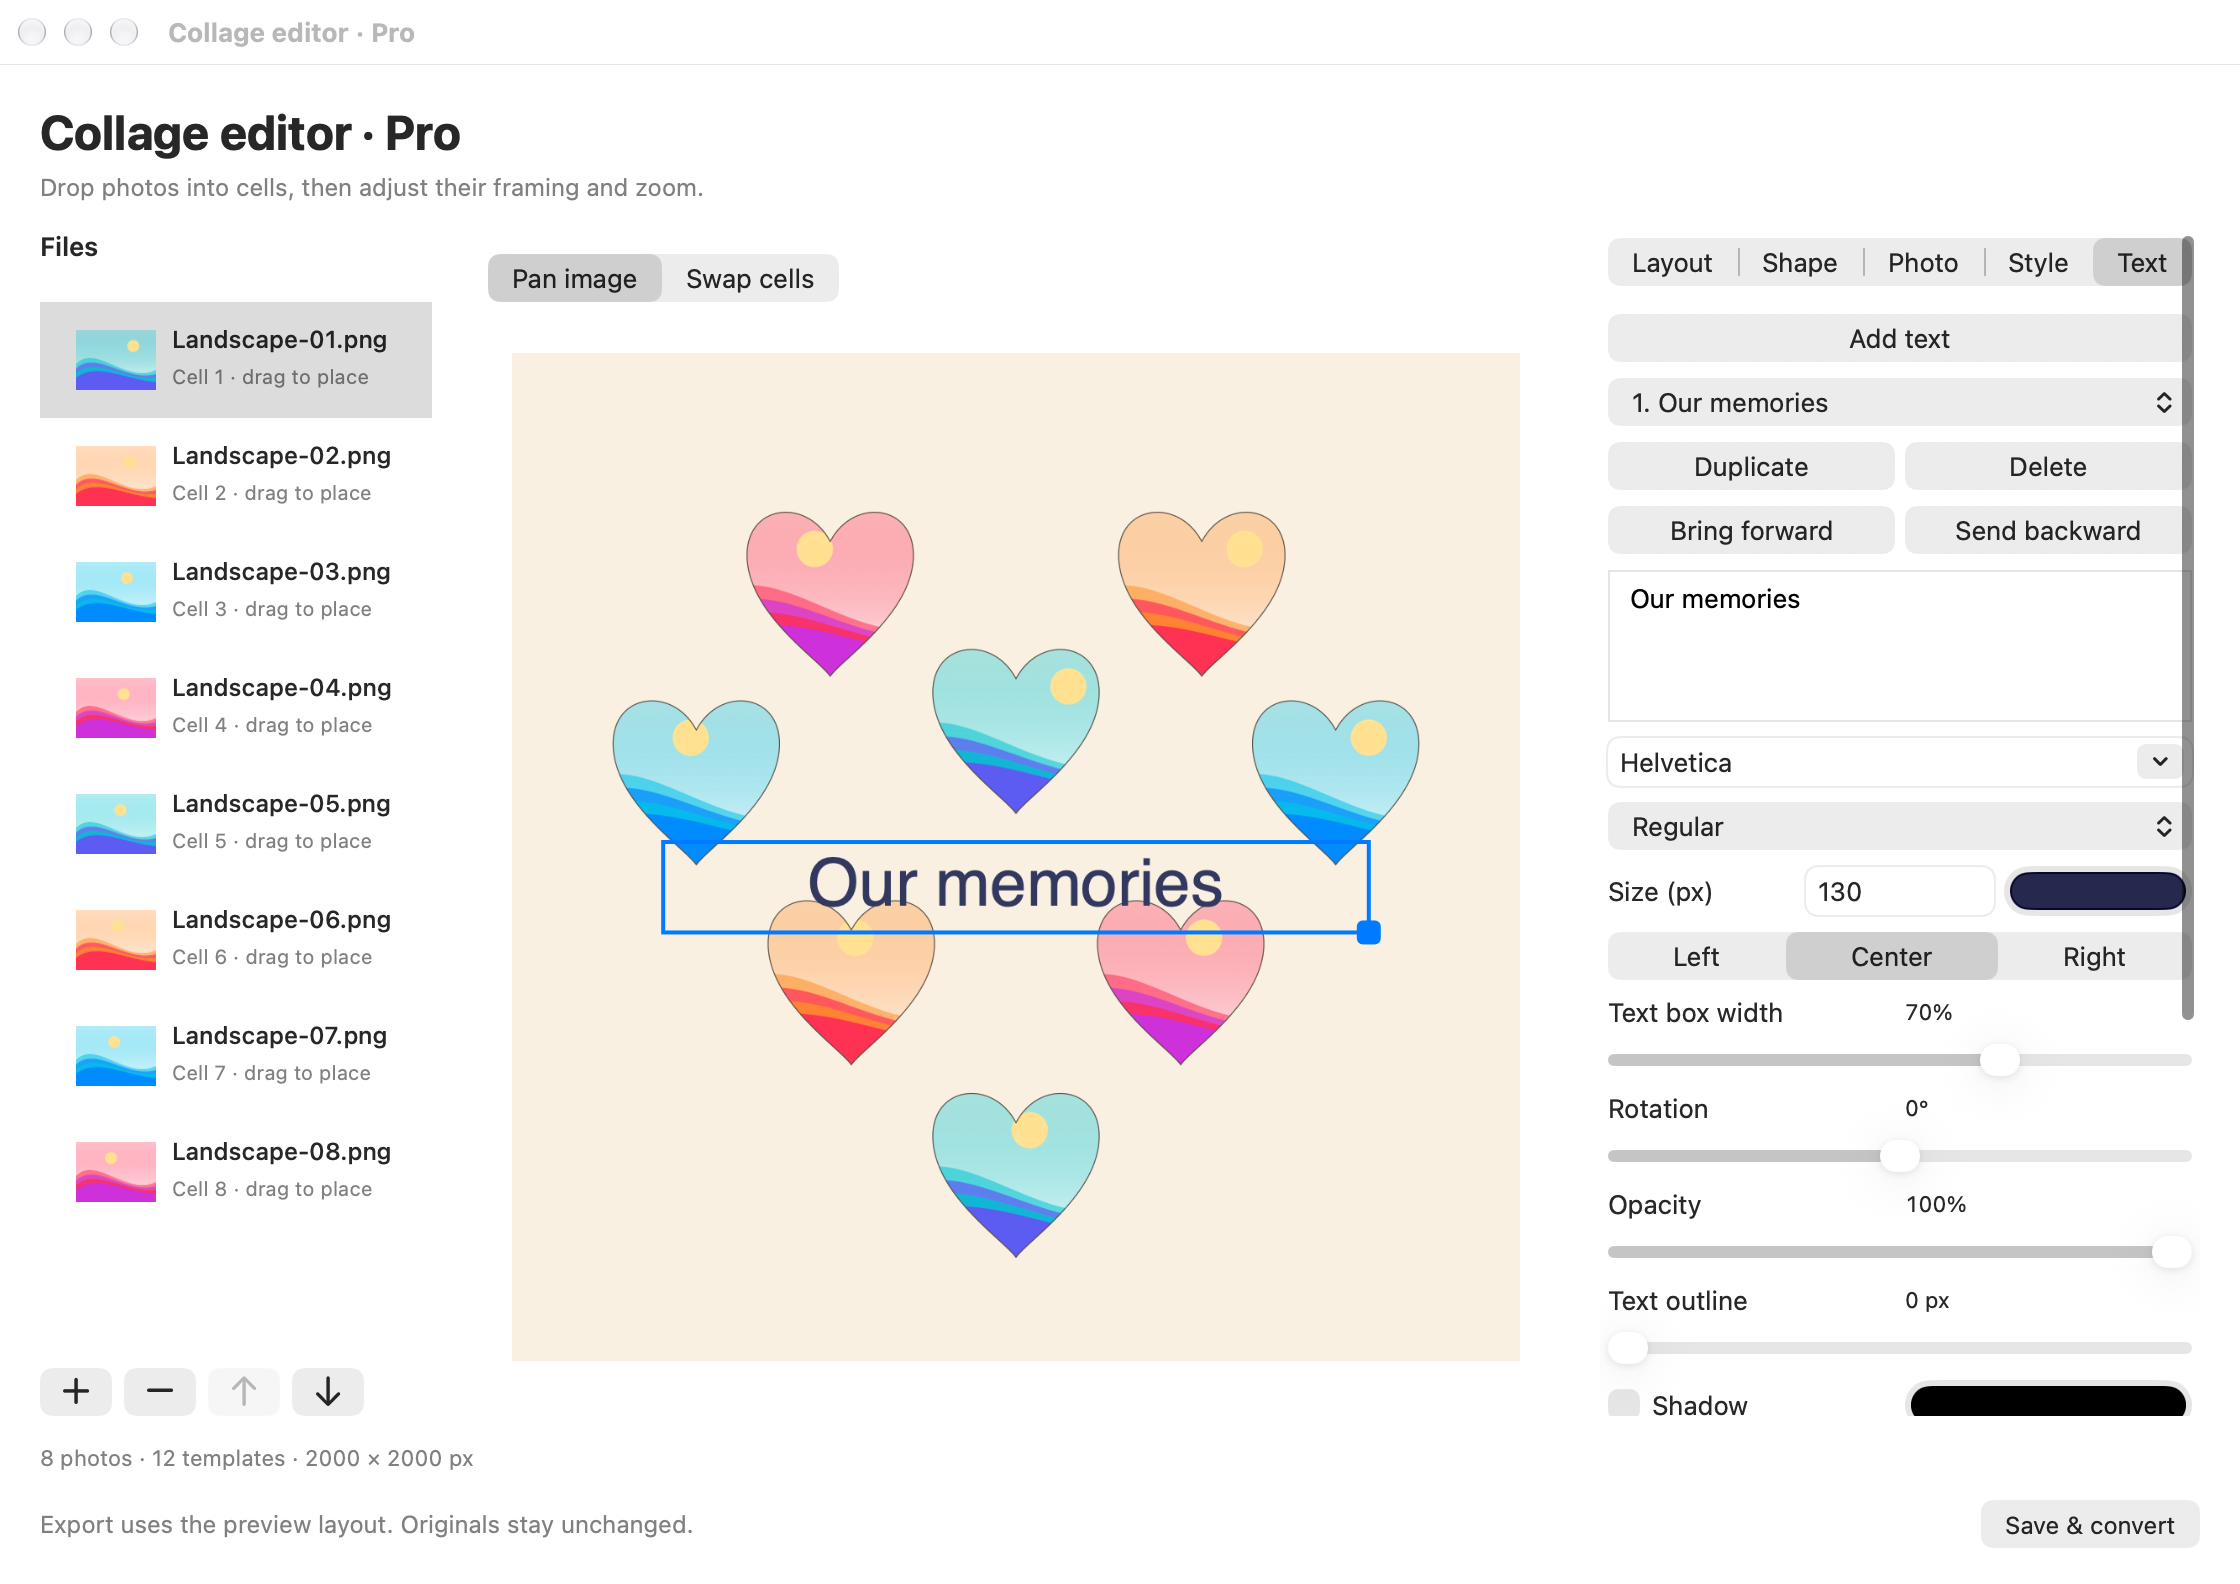 Collage editor · Pro
Collage editor · Pro
Drop photos into cells, then adjust their framing and zoom.
Files
Landscape-01.png
Cell 1 · drag to place
Landscape-02.png
Cell 2 · drag to place
Landscape-03.png
Cell 3 · drag to place
Landscape-04.png
Cell 4 · drag to place
Landscape-05.png
Cell 5 · drag to place
Landscape-06.png
Cell 6 · drag to place
Landscape-07.png
Cell 7 · drag to place
Landscape-08.png
Cell 8 · drag to place
8 photos · 12 templates · 2000 × 2000 px
Export uses the preview layout. Originals stay unchanged.
Pan image Swap cells
Our memories
Layout Shape Photo Style Text
Add text
1. Our memories
Duplicate Delete
Bring forward Send backward
Our memories
Helvetica
Regular
Size (px) 130
Left Center Right
Text box width 70%
Rotation 0°
Opacity 100%
Text outline 0 px
Shadow
Save & convert